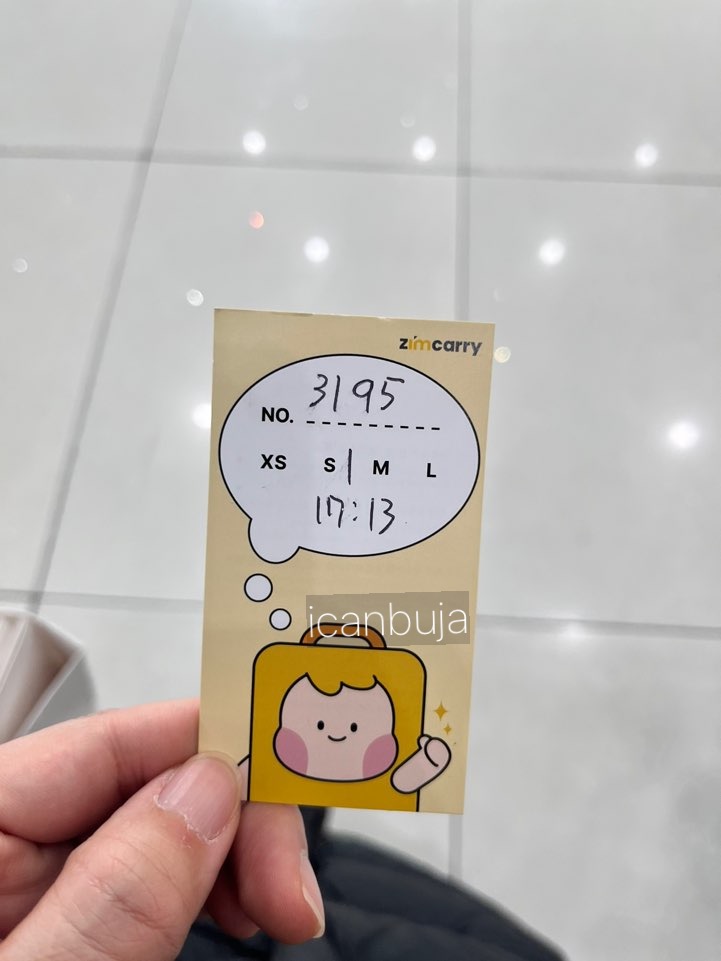 zimcarry
NO. 3195
XS S | M L
17:13
icanbuja